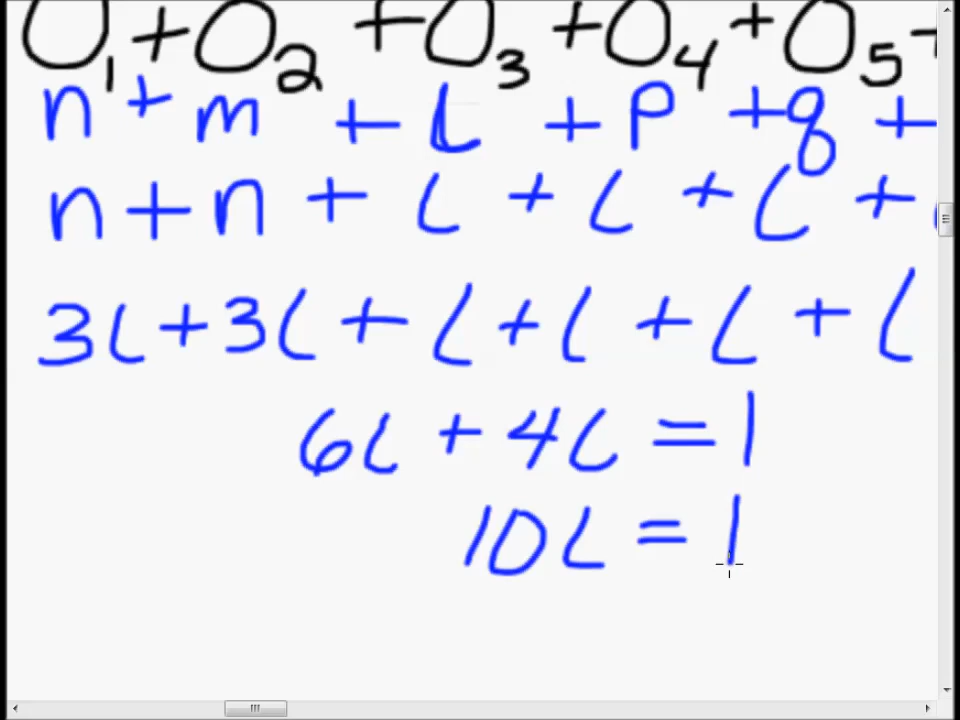 O₁ + O₂ + O₃ + O₄ + O₅ +
n + m + L + p + q +
n + n + L + L + L +
3L + 3L + L + L + L + L
6L + 4L = 1
10L = 1